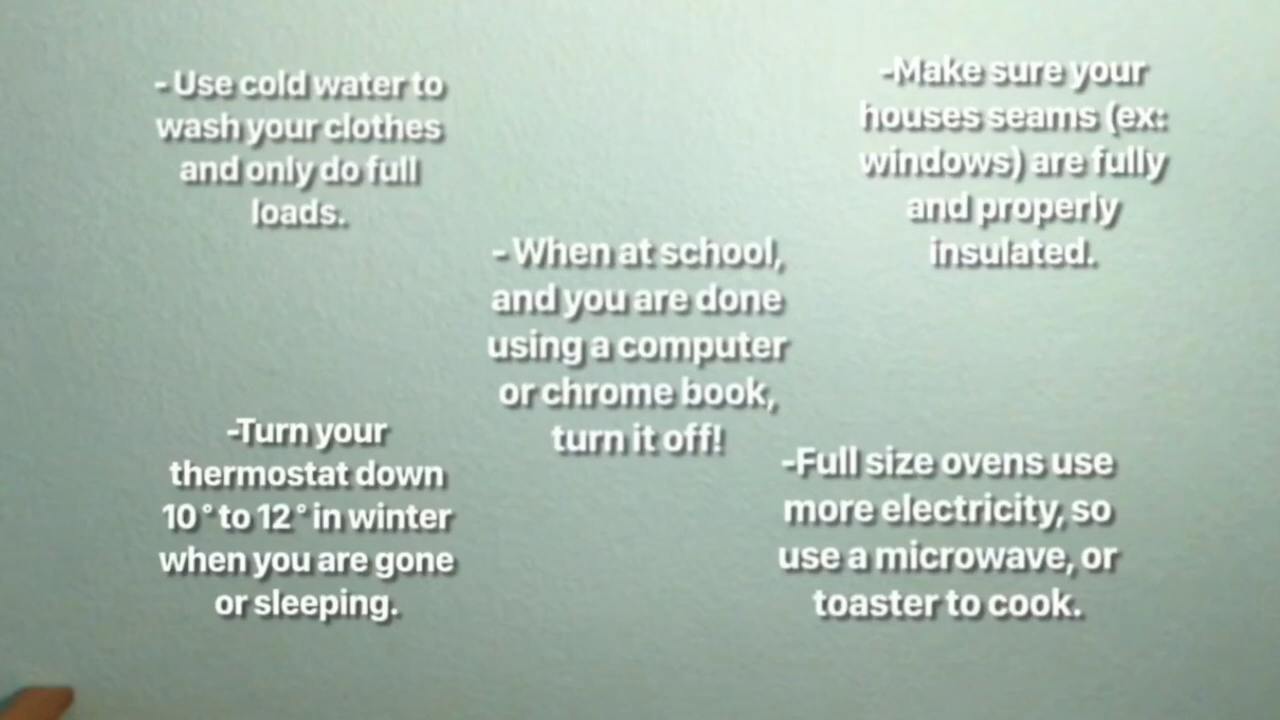 - Use cold water to
wash your clothes
and only do full
loads.
-Make sure your
houses seams (ex:
windows) are fully
and properly
insulated.
- When at school,
and you are done
using a computer
or chrome book,
turn it off!
-Turn your
thermostat down
10° to 12° in winter
when you are gone
or sleeping.
-Full size ovens use
more electricity, so
use a microwave, or
toaster to cook.